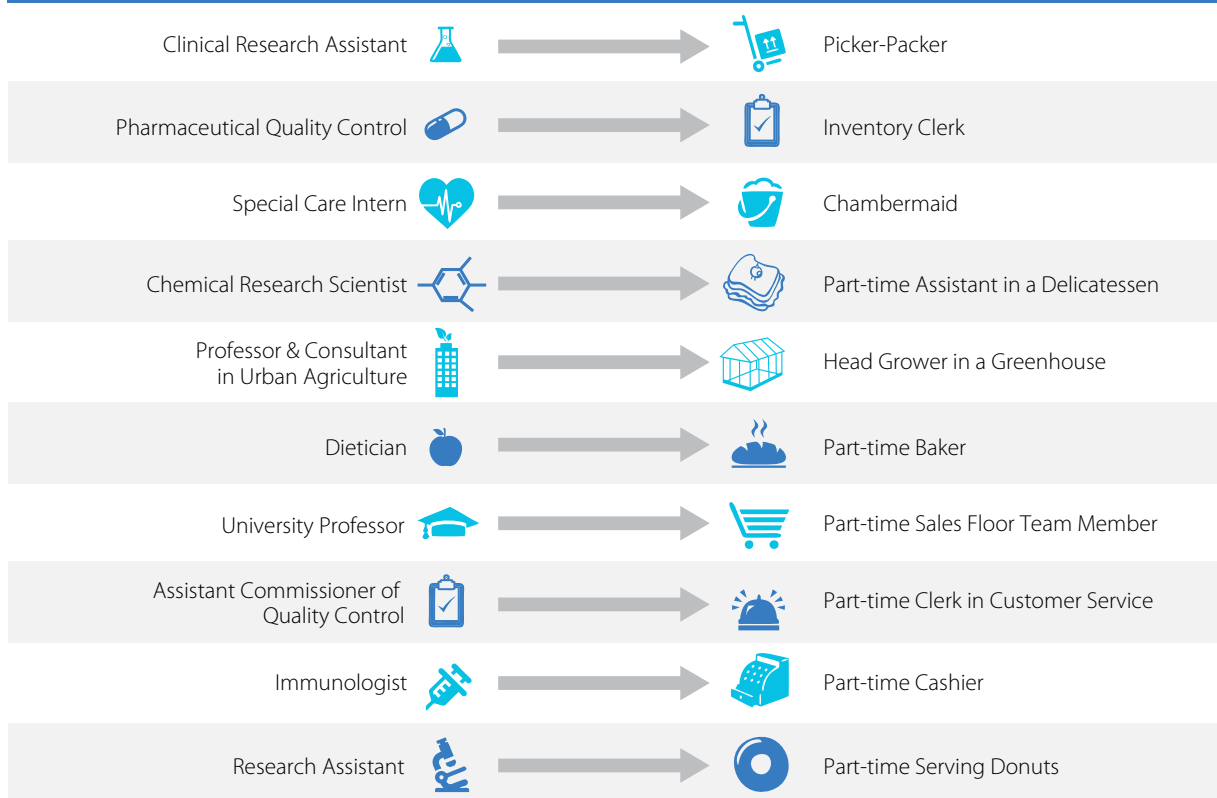 Clinical Research Assistant
Picker-Packer
Pharmaceutical Quality Control
Inventory Clerk
Special Care Intern
Chambermaid
Chemical Research Scientist
Part-time Assistant in a Delicatessen
Professor & Consultant
in Urban Agriculture
Head Grower in a Greenhouse
Dietician
Part-time Baker
University Professor
Part-time Sales Floor Team Member
Assistant Commissioner of
Quality Control
Part-time Clerk in Customer Service
Immunologist
Part-time Cashier
Research Assistant
Part-time Serving Donuts